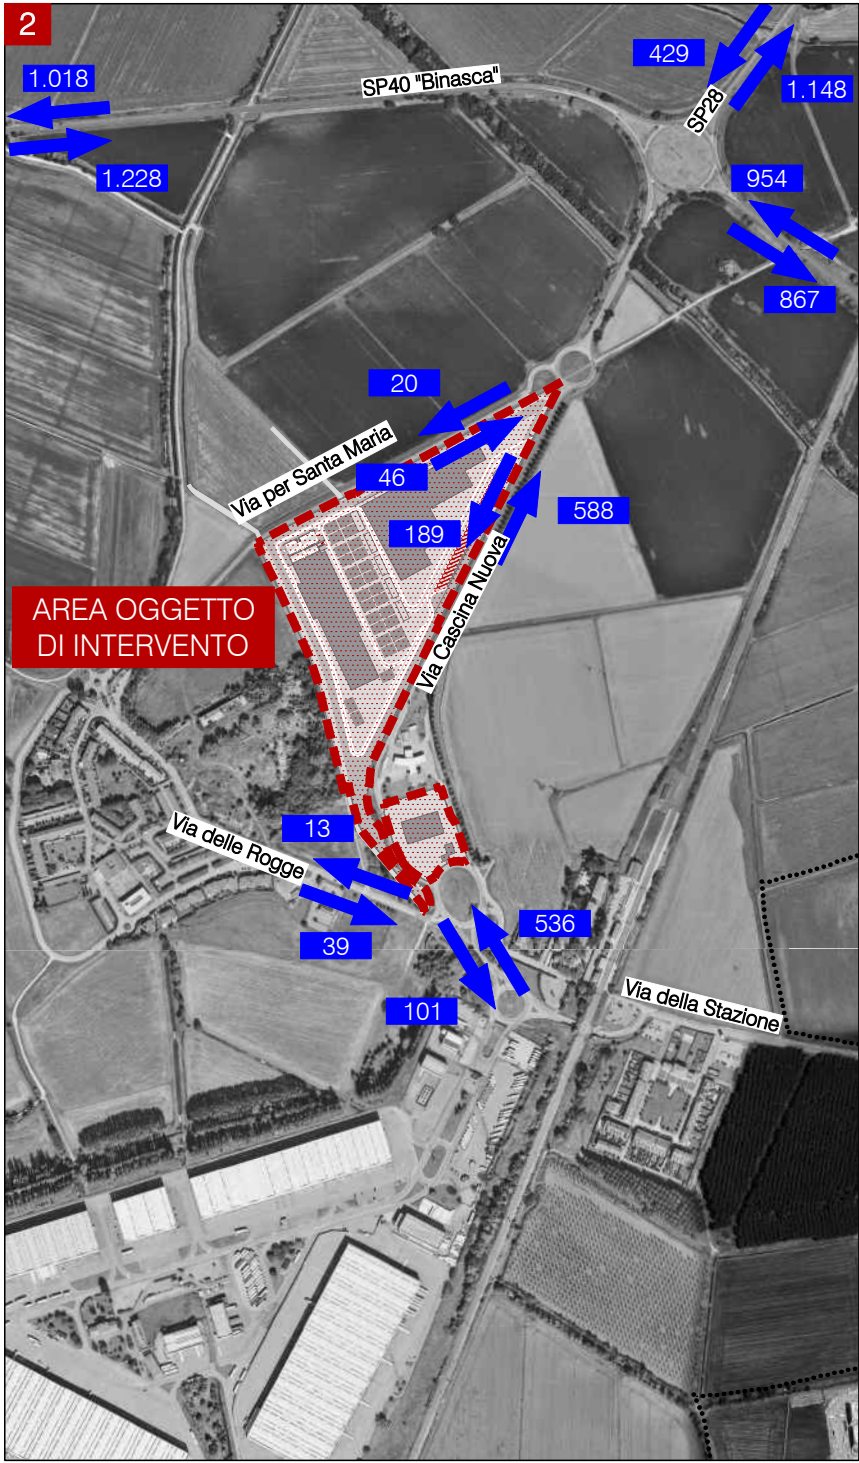 2
429
1.018
SP40 "Binasca"
1.148
SP28
1.228
954
867
20
Via per Santa Maria
46
588
189
Via Cascina Nuova
AREA OGGETTO
DI INTERVENTO
13
Via delle Rogge
536
39
101
Via della Stazione